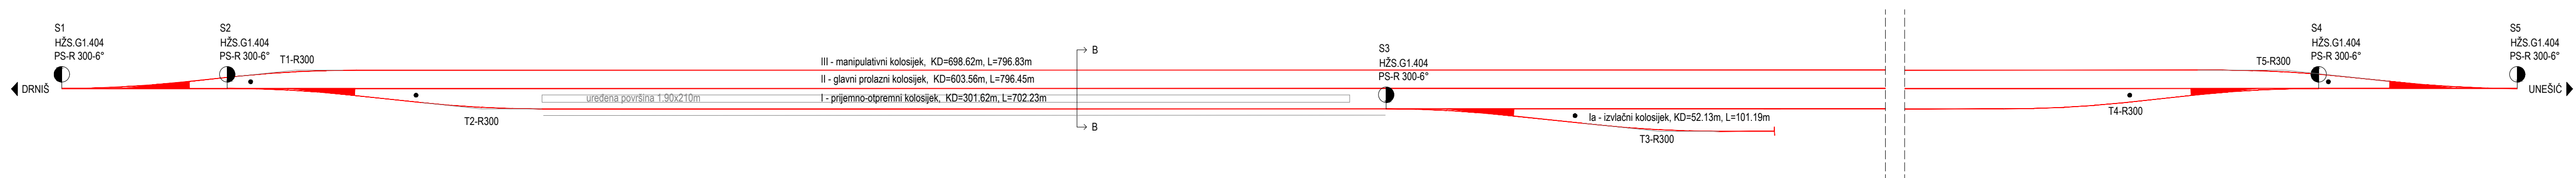 S1
HŽS.G1.404
PS-R 300-6°
S2
HŽS.G1.404
PS-R 300-6°
T1-R300
DRNIŠ
T2-R300
III - manipulativni kolosijek, KD=698.62m, L=796.83m
II - glavni prolazni kolosijek, KD=603.56m, L=796.45m
uređena površina 1.90x210m
I - prijemno-otpremni kolosijek, KD=301.62m, L=702.23m
B
B
S3
HŽS.G1.404
PS-R 300-6°
Ia - izvlačni kolosijek, KD=52.13m, L=101.19m
T3-R300
S4
HŽS.G1.404
PS-R 300-6°
T5-R300
T4-R300
S5
HŽS.G1.404
PS-R 300-6°
UNEŠIĆ